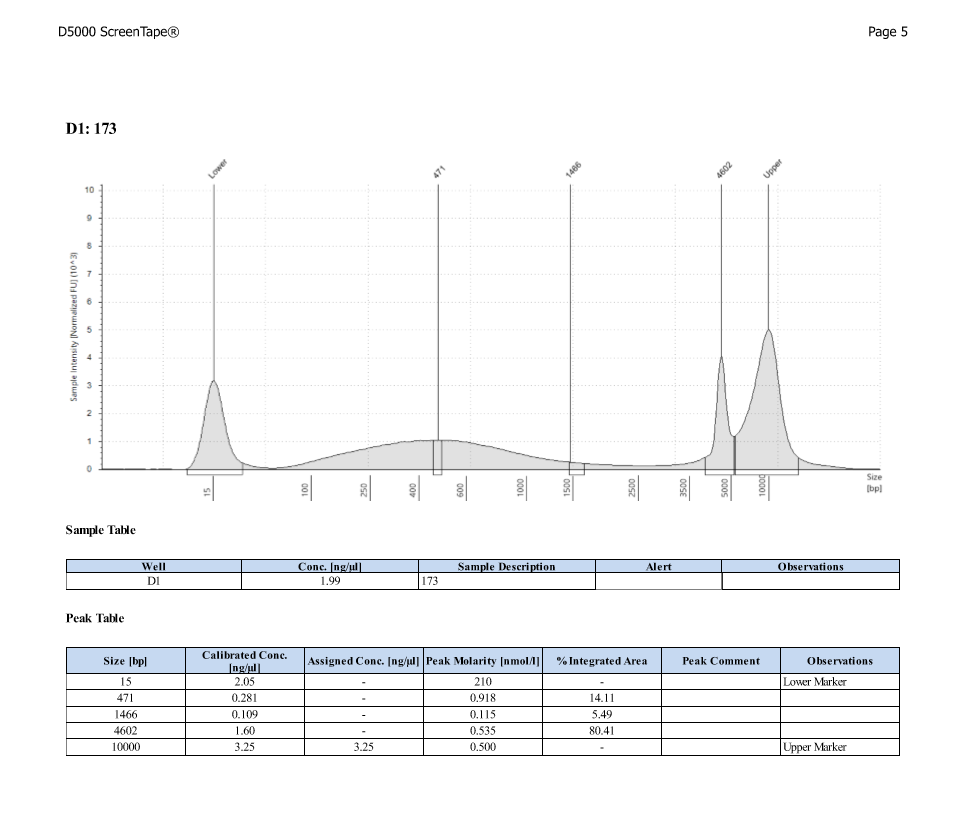 D5000 ScreenTape® Page 5
D1: 173
Lower 471 1466 4602 Upper
10
9
8
7
6
5
4
3
2
1
0
Sample Intensity [Normalized FU] (10^3)
15 100 250 400 600 1000 1500 2500 3500 5000 10000
Size
[bp]
Sample Table
Well Conc. [ng/µl] Sample Description Alert Observations
D1 1.99 173
Peak Table
Size [bp] Calibrated Conc. [ng/µl] Assigned Conc. [ng/µl] Peak Molarity [nmol/l] % Integrated Area Peak Comment Observations
15 2.05 - 210 - Lower Marker
471 0.281 - 0.918 14.11
1466 0.109 - 0.115 5.49
4602 1.60 - 0.535 80.41
10000 3.25 3.25 0.500 - Upper Marker